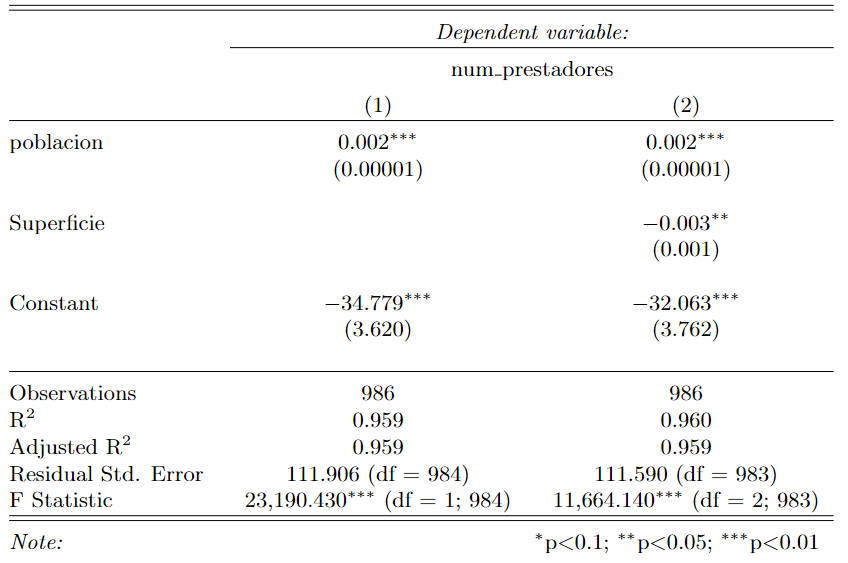 Dependent variable:
num_prestadores
(1) (2)
poblacion 0.002*** 0.002***
(0.00001) (0.00001)
Superficie −0.003**
(0.001)
Constant −34.779*** −32.063***
(3.620) (3.762)
Observations 986 986
R² 0.959 0.960
Adjusted R² 0.959 0.959
Residual Std. Error 111.906 (df = 984) 111.590 (df = 983)
F Statistic 23,190.430*** (df = 1; 984) 11,664.140*** (df = 2; 983)
Note: *p<0.1; **p<0.05; ***p<0.01